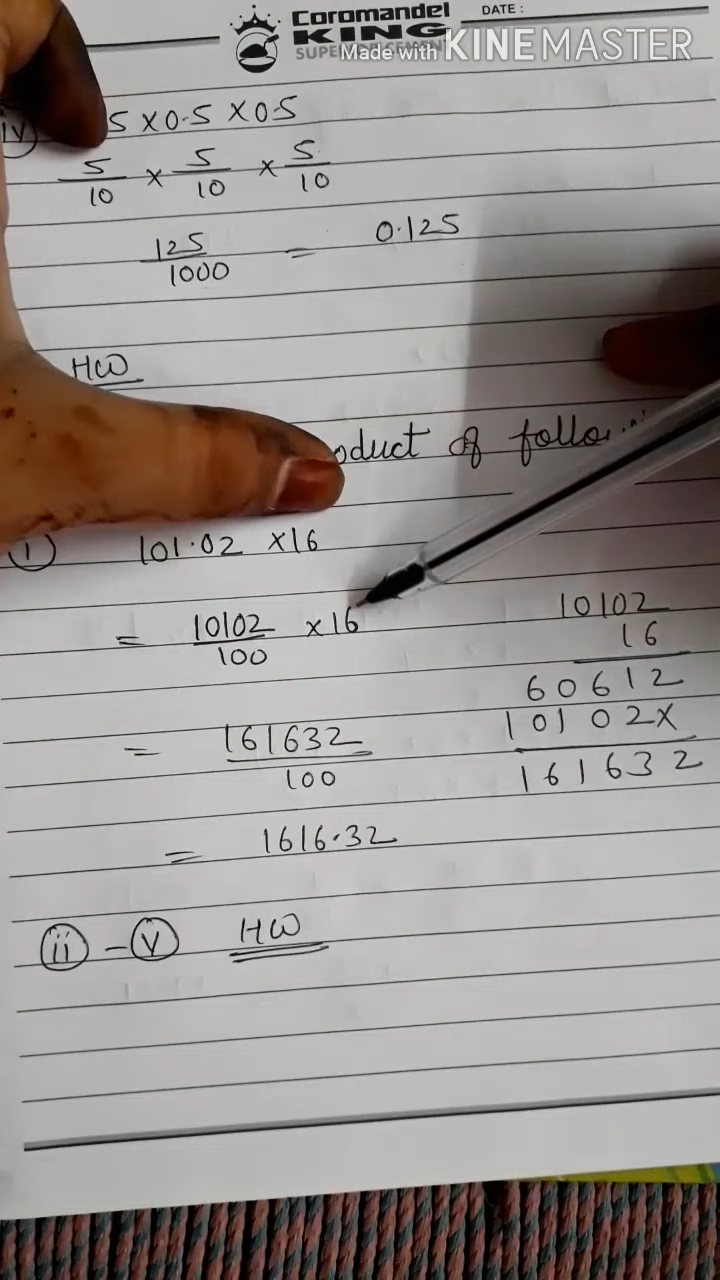 Coromandel DATE :
KING
SUPE
Made with KINEMASTER
iv 5 × 0.5 × 0.5
5/10 × 5/10 × 5/10
125/1000 = 0.125
HW
oduct of follo
i 101.02 × 16
= 10102/100 × 16
10102
16
60612
10102×
161632
= 161632/100
= 1616.32
ii - v HW